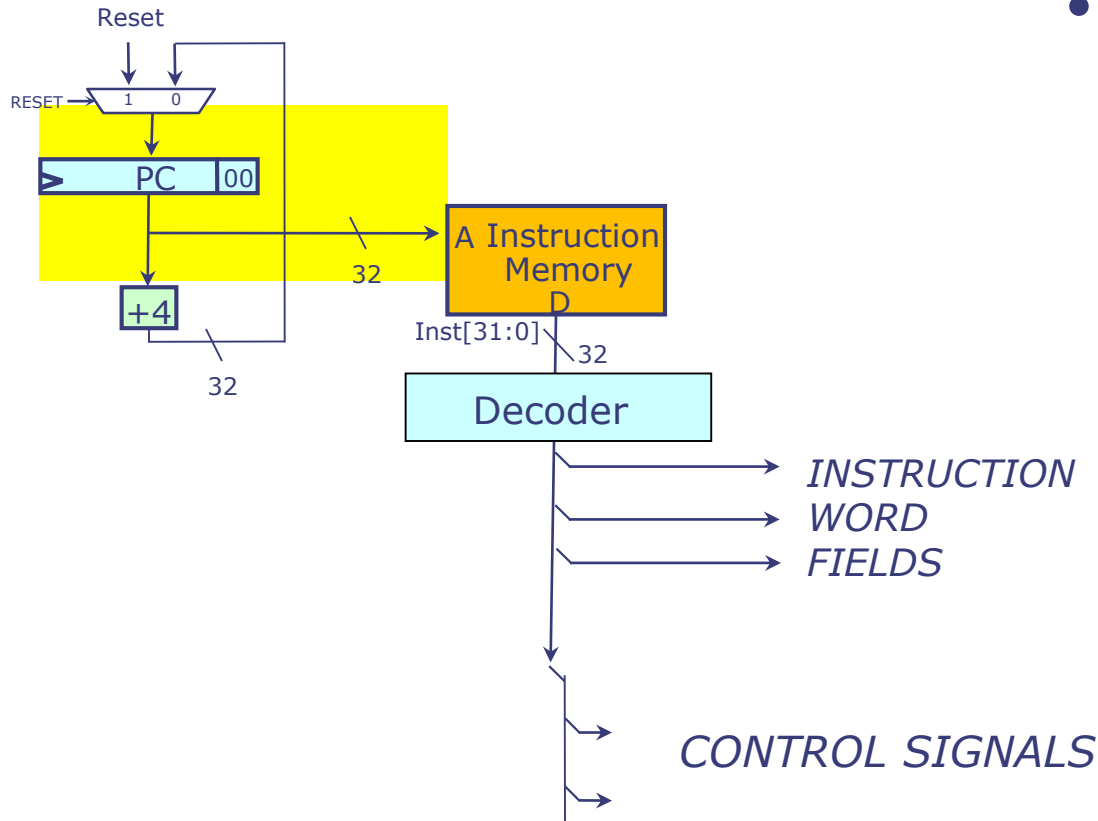 Reset
RESET
1 0
PC 00
A Instruction
Memory
D
32
+4
Inst[31:0]
32
32
Decoder
INSTRUCTION
WORD
FIELDS
CONTROL SIGNALS